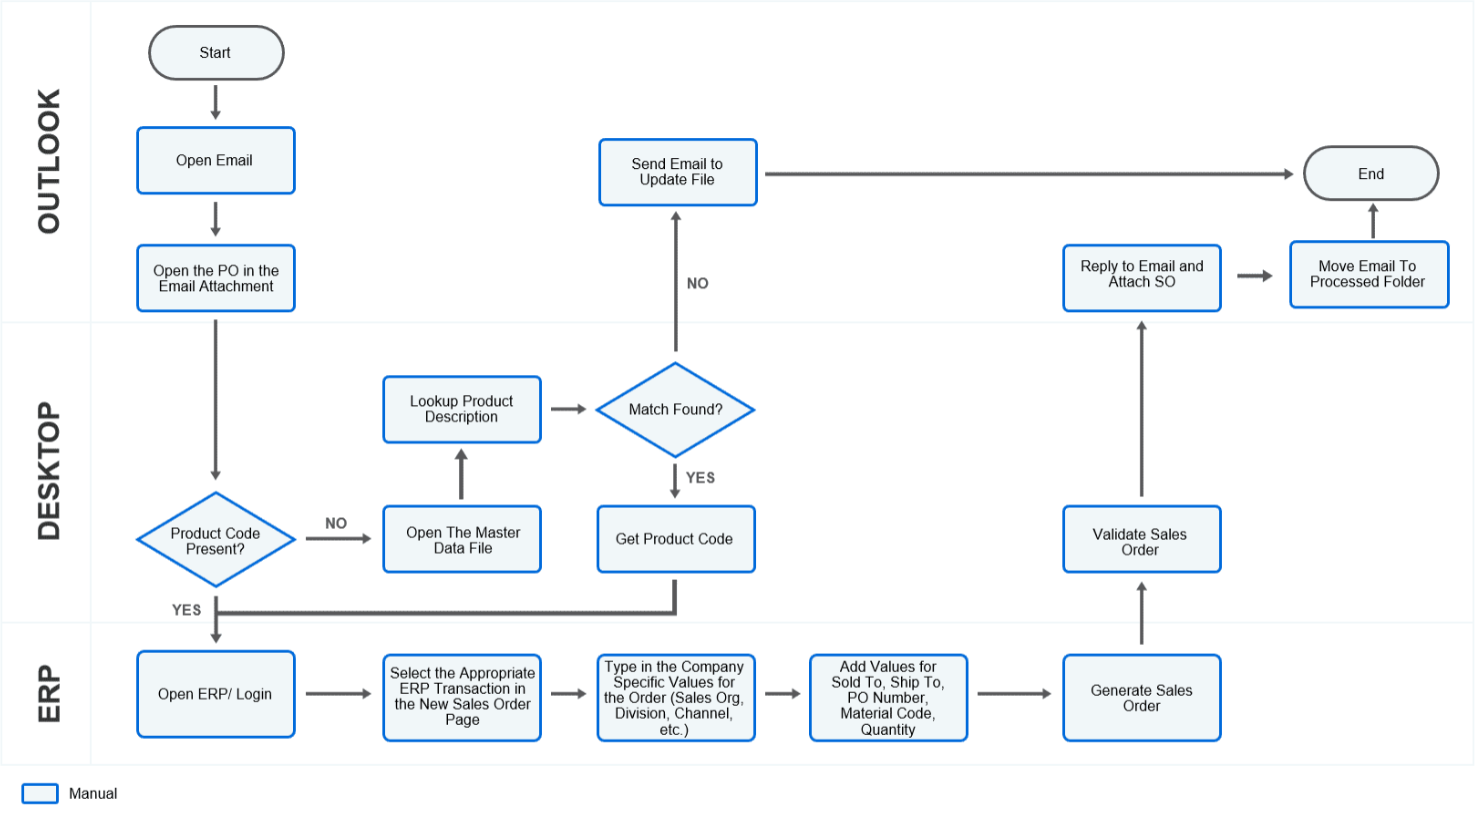 OUTLOOK
Start
Open Email
Open the PO in the
Email Attachment
Send Email to
Update File
End
Reply to Email and
Attach SO
Move Email To
Processed Folder
NO
DESKTOP
Lookup Product
Description
Match Found?
YES
Product Code
Present?
NO
Open The Master
Data File
Get Product Code
Validate Sales
Order
YES
ERP
Open ERP/ Login
Select the Appropriate
ERP Transaction in
the New Sales Order
Page
Type in the Company
Specific Values for
the Order (Sales Org,
Division, Channel,
etc.)
Add Values for
Sold To, Ship To,
PO Number,
Material Code,
Quantity
Generate Sales
Order
Manual